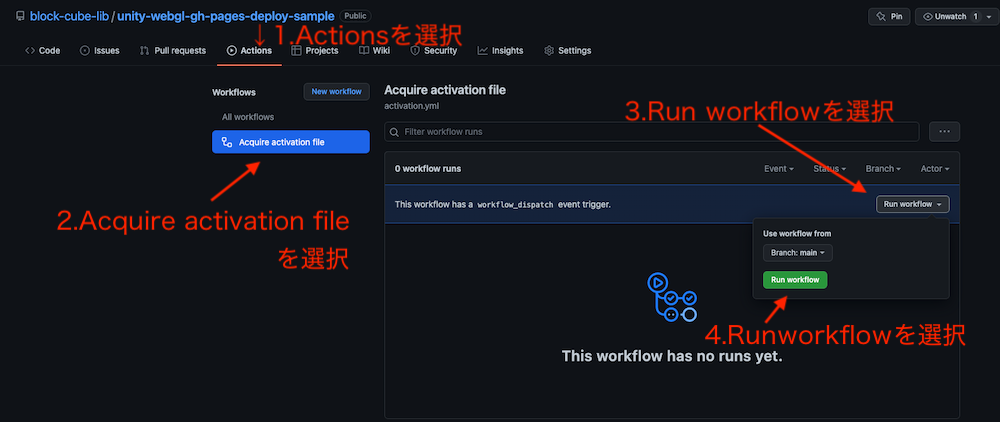 block-cube-lib / unity-webgl-gh-pages-deploy-sample Public
Pin
Unwatch 1
↓1.Actionsを選択
Code
Issues
Pull requests
Actions
Projects
Wiki
Security
Insights
Settings
Workflows
New workflow
All workflows
Acquire activation file
2.Acquire activation file
を選択
Acquire activation file
activation.yml
3.Run workflowを選択
Filter workflow runs
...
0 workflow runs
Event
Status
Branch
Actor
This workflow has a workflow_dispatch event trigger.
Run workflow
Use workflow from
Branch: main
Run workflow
4.Runworkflowを選択
This workflow has no runs yet.